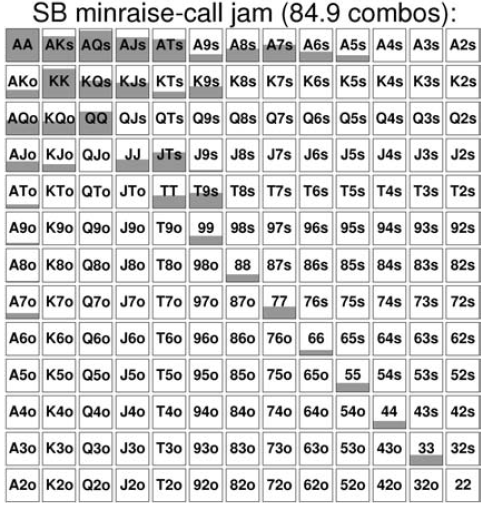 SB minraise-call jam (84.9 combos):
AA AKs AQs AJs ATs A9s A8s A7s A6s A5s A4s A3s A2s
AKo KK KQs KJs KTs K9s K8s K7s K6s K5s K4s K3s K2s
AQo KQo QQ QJs QTs Q9s Q8s Q7s Q6s Q5s Q4s Q3s Q2s
AJo KJo QJo JJ JTs J9s J8s J7s J6s J5s J4s J3s J2s
ATo KTo QTo JTo TT T9s T8s T7s T6s T5s T4s T3s T2s
A9o K9o Q9o J9o T9o 99 98s 97s 96s 95s 94s 93s 92s
A8o K8o Q8o J8o T8o 98o 88 87s 86s 85s 84s 83s 82s
A7o K7o Q7o J7o T7o 97o 87o 77 76s 75s 74s 73s 72s
A6o K6o Q6o J6o T6o 96o 86o 76o 66 65s 64s 63s 62s
A5o K5o Q5o J5o T5o 95o 85o 75o 65o 55 54s 53s 52s
A4o K4o Q4o J4o T4o 94o 84o 74o 64o 54o 44 43s 42s
A3o K3o Q3o J3o T3o 93o 83o 73o 63o 53o 43o 33 32s
A2o K2o Q2o J2o T2o 92o 82o 72o 62o 52o 42o 32o 22